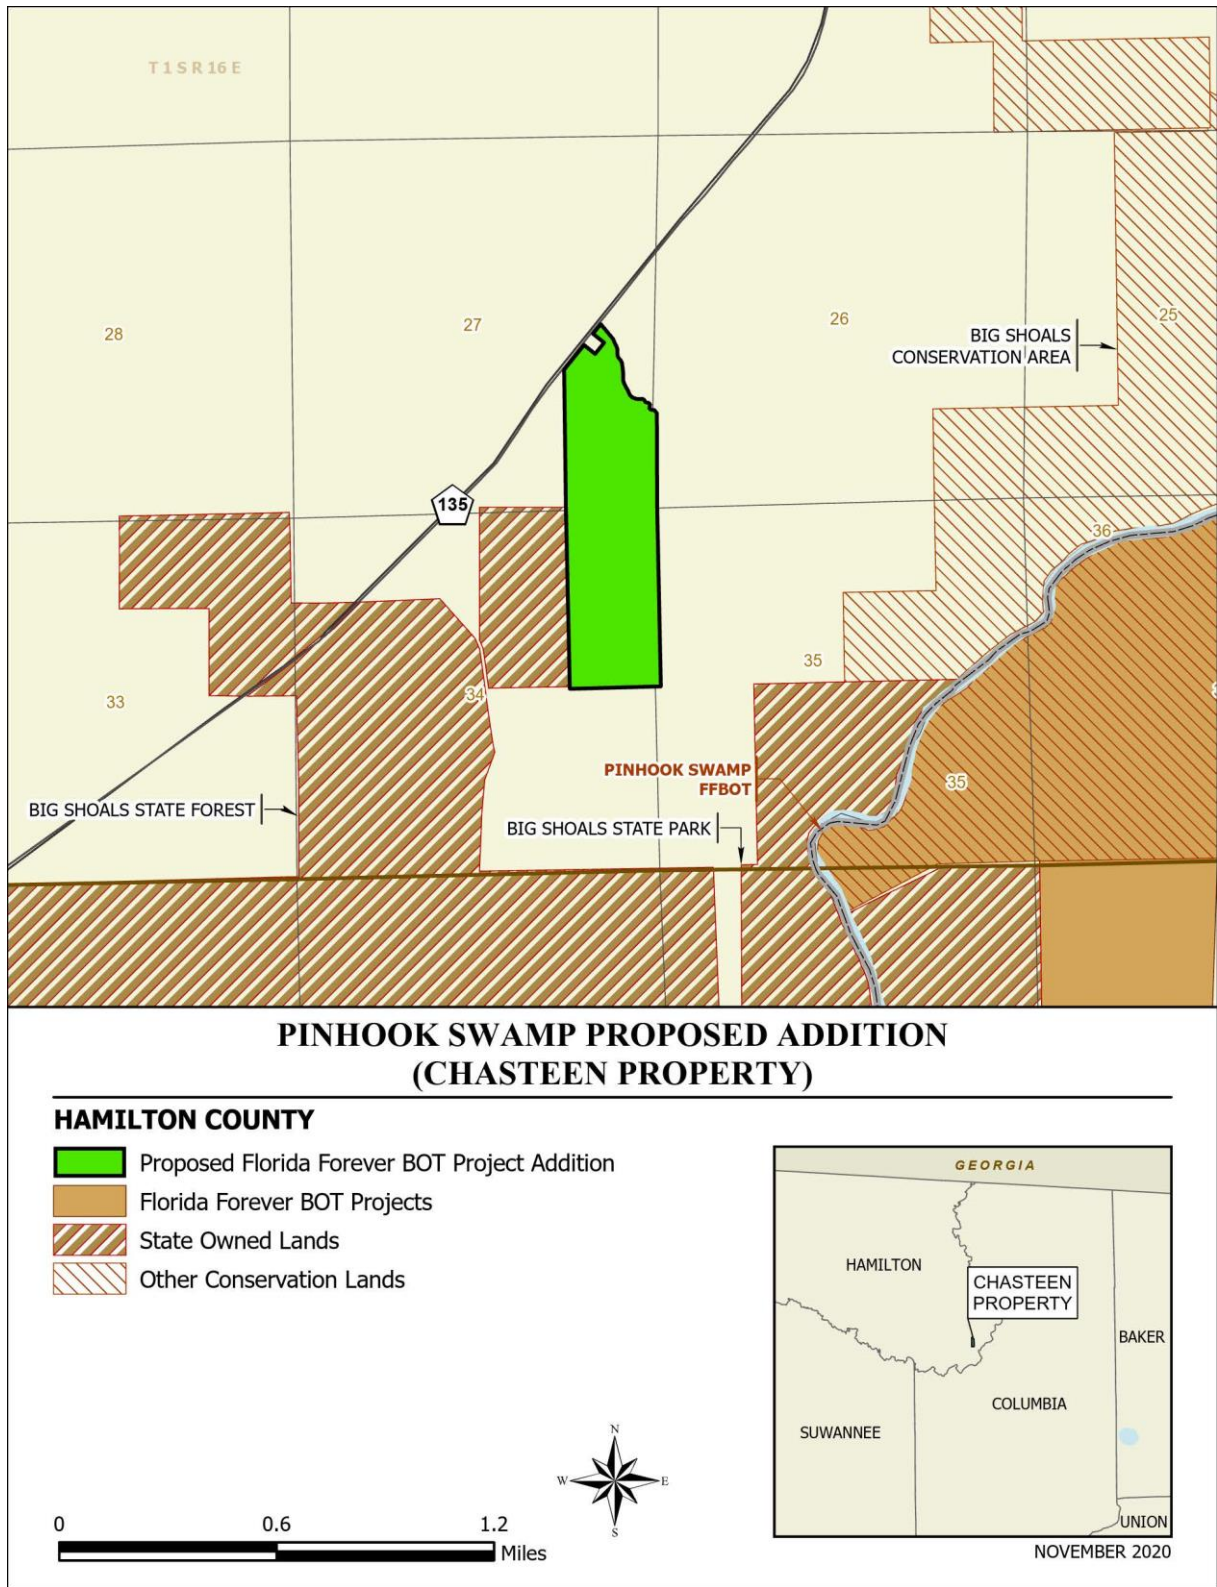 T 1 S R 16 E
28
27
26
25
BIG SHOALS
CONSERVATION AREA
135
36
33
34
35
PINHOOK SWAMP
FFBOT
35
BIG SHOALS STATE FOREST
BIG SHOALS STATE PARK
PINHOOK SWAMP PROPOSED ADDITION
(CHASTEEN PROPERTY)
HAMILTON COUNTY
Proposed Florida Forever BOT Project Addition
Florida Forever BOT Projects
State Owned Lands
Other Conservation Lands
GEORGIA
HAMILTON
CHASTEEN
PROPERTY
BAKER
COLUMBIA
SUWANNEE
UNION
N
W
E
S
0
0.6
1.2
Miles
NOVEMBER 2020